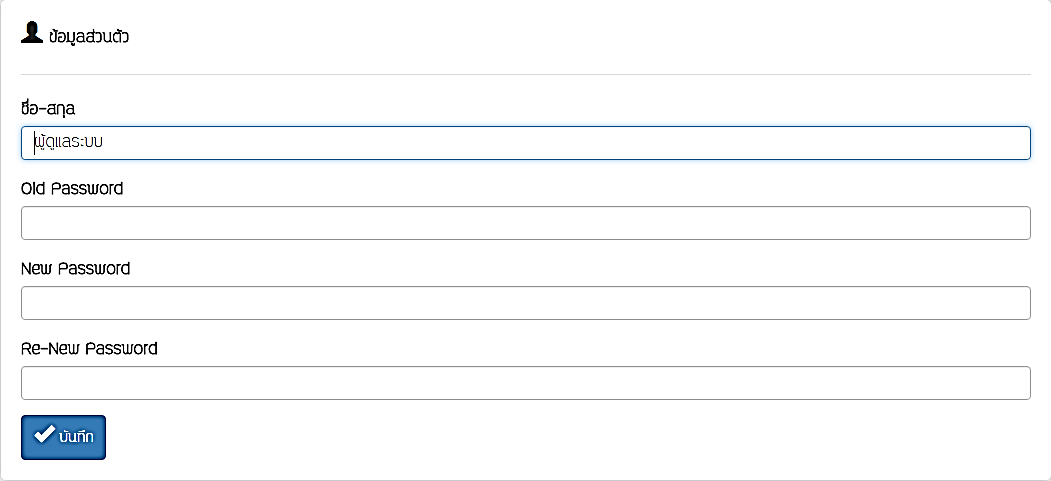 ข้อมูลส่วนตัว
ชื่อ-สกุล
ผู้ดูแลระบบ
Old Password
New Password
Re-New Password
บันทึก